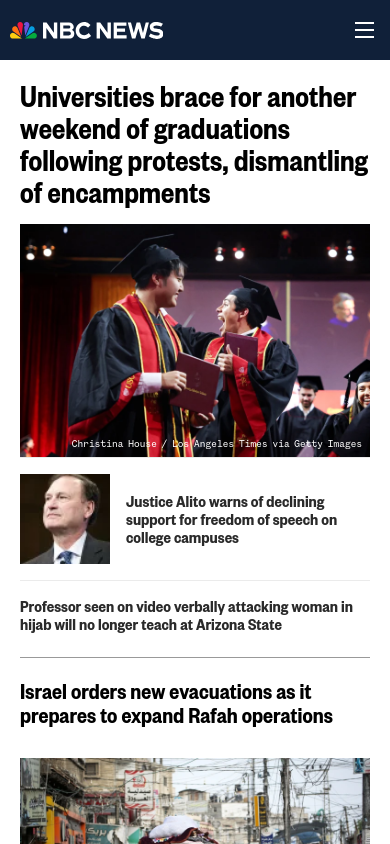 NBC NEWS
Universities brace for another
weekend of graduations
following protests, dismantling
of encampments
Christina House / Los Angeles Times via Getty Images
Justice Alito warns of declining
support for freedom of speech on
college campuses
Professor seen on video verbally attacking woman in
hijab will no longer teach at Arizona State
Israel orders new evacuations as it
prepares to expand Rafah operations